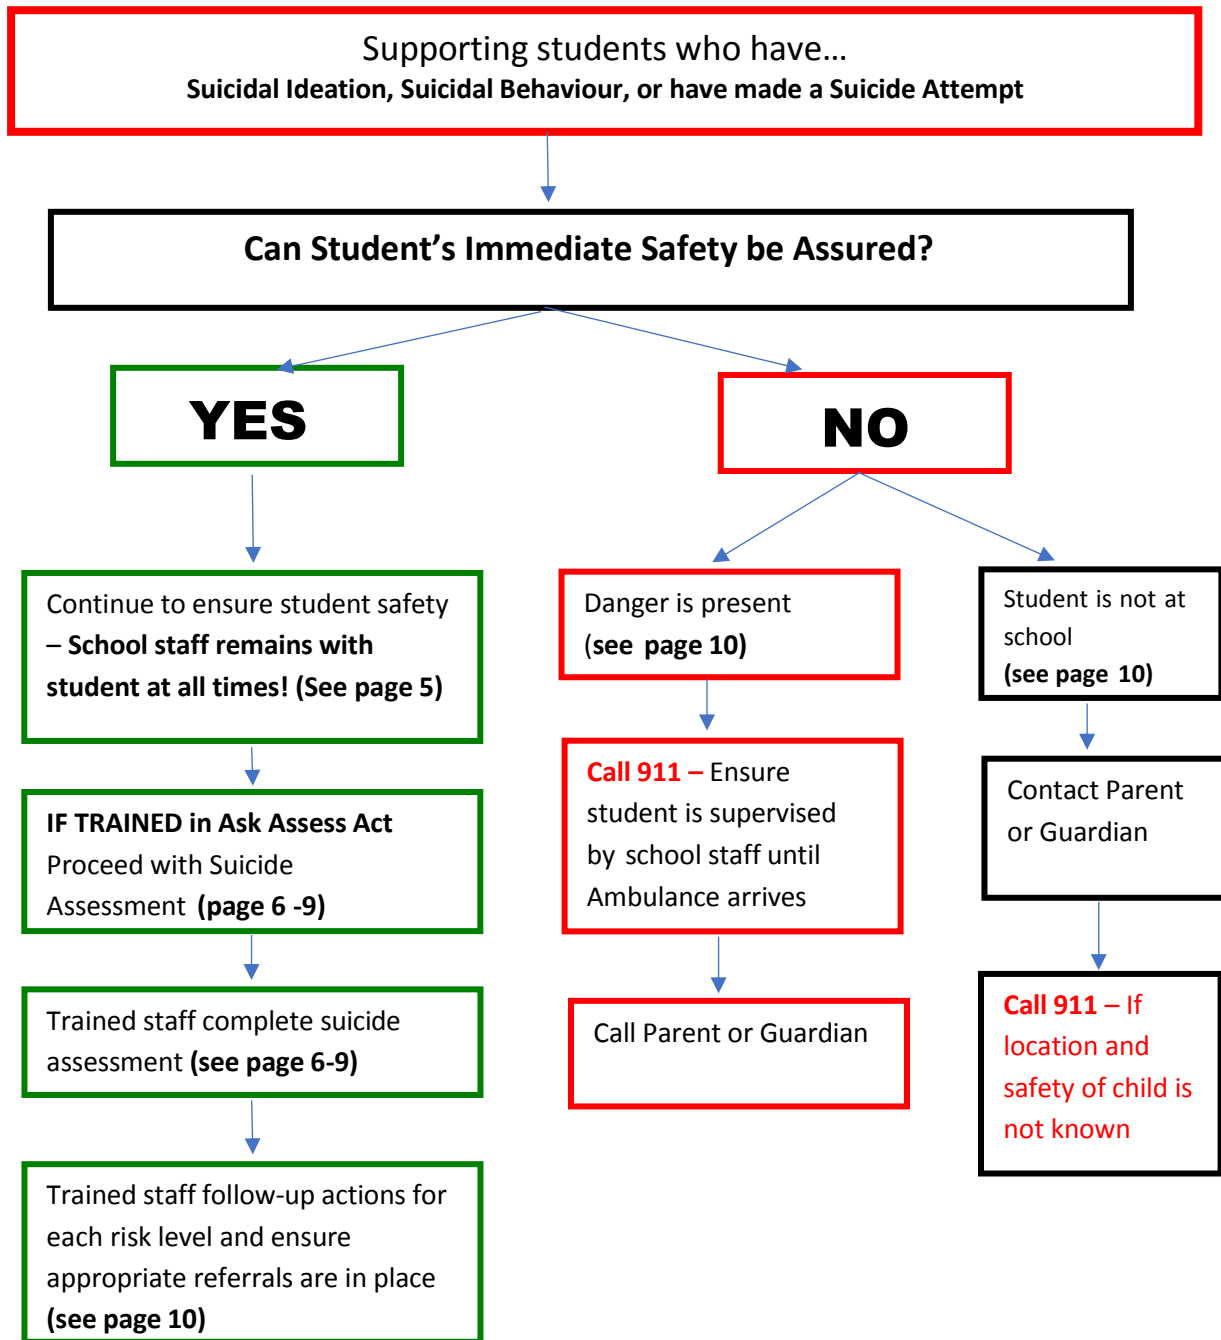 Supporting students who have...
Suicidal Ideation, Suicidal Behaviour, or have made a Suicide Attempt
Can Student’s Immediate Safety be Assured?
YES
NO
Continue to ensure student safety
– School staff remains with
student at all times! (See page 5)
IF TRAINED in Ask Assess Act
Proceed with Suicide
Assessment (page 6 -9)
Trained staff complete suicide
assessment (see page 6-9)
Trained staff follow-up actions for
each risk level and ensure
appropriate referrals are in place
(see page 10)
Danger is present
(see page 10)
Call 911 – Ensure
student is supervised
by school staff until
Ambulance arrives
Call Parent or Guardian
Student is not at
school
(see page 10)
Contact Parent
or Guardian
Call 911 – If
location and
safety of child is
not known